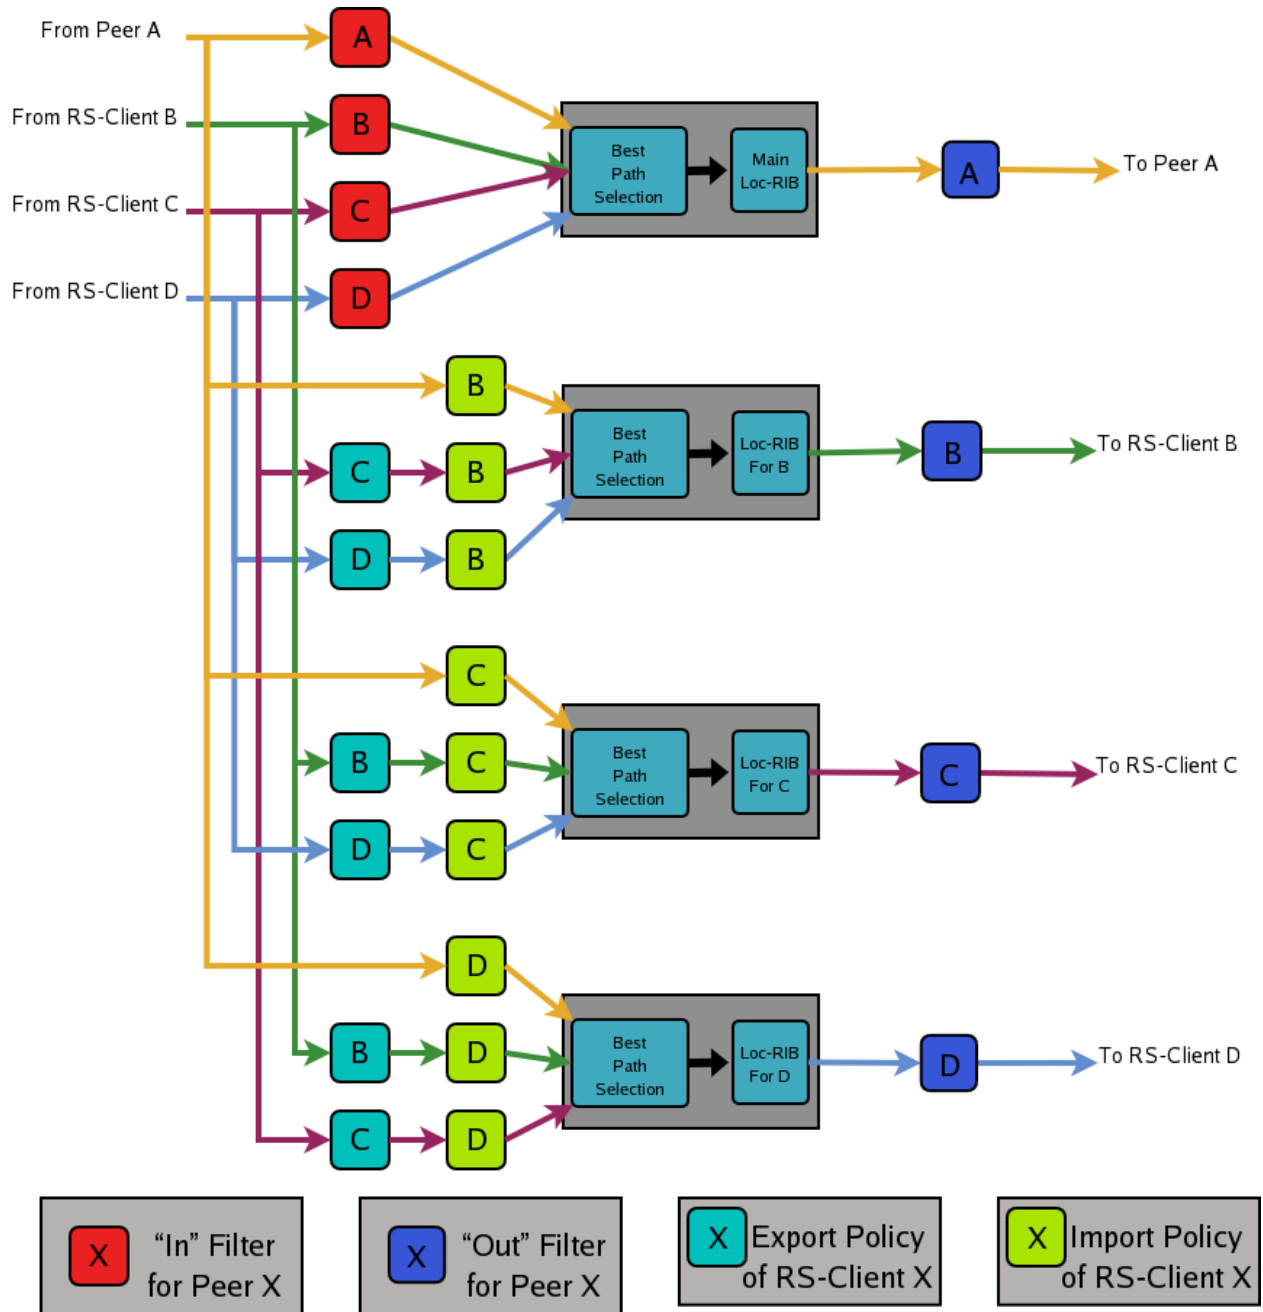 From Peer A
A
From RS-Client B
B
From RS-Client C
C
From RS-Client D
D
Best
Path
Selection
Main
Loc-RIB
A
To Peer A
B
C
B
D
B
Best
Path
Selection
Loc-RIB
For B
B
To RS-Client B
C
B
C
D
C
Best
Path
Selection
Loc-RIB
For C
C
To RS-Client C
D
B
D
C
D
Best
Path
Selection
Loc-RIB
For D
D
To RS-Client D
X
“In” Filter
for Peer X
X
“Out” Filter
for Peer X
X
Export Policy
of RS-Client X
X
Import Policy
of RS-Client X